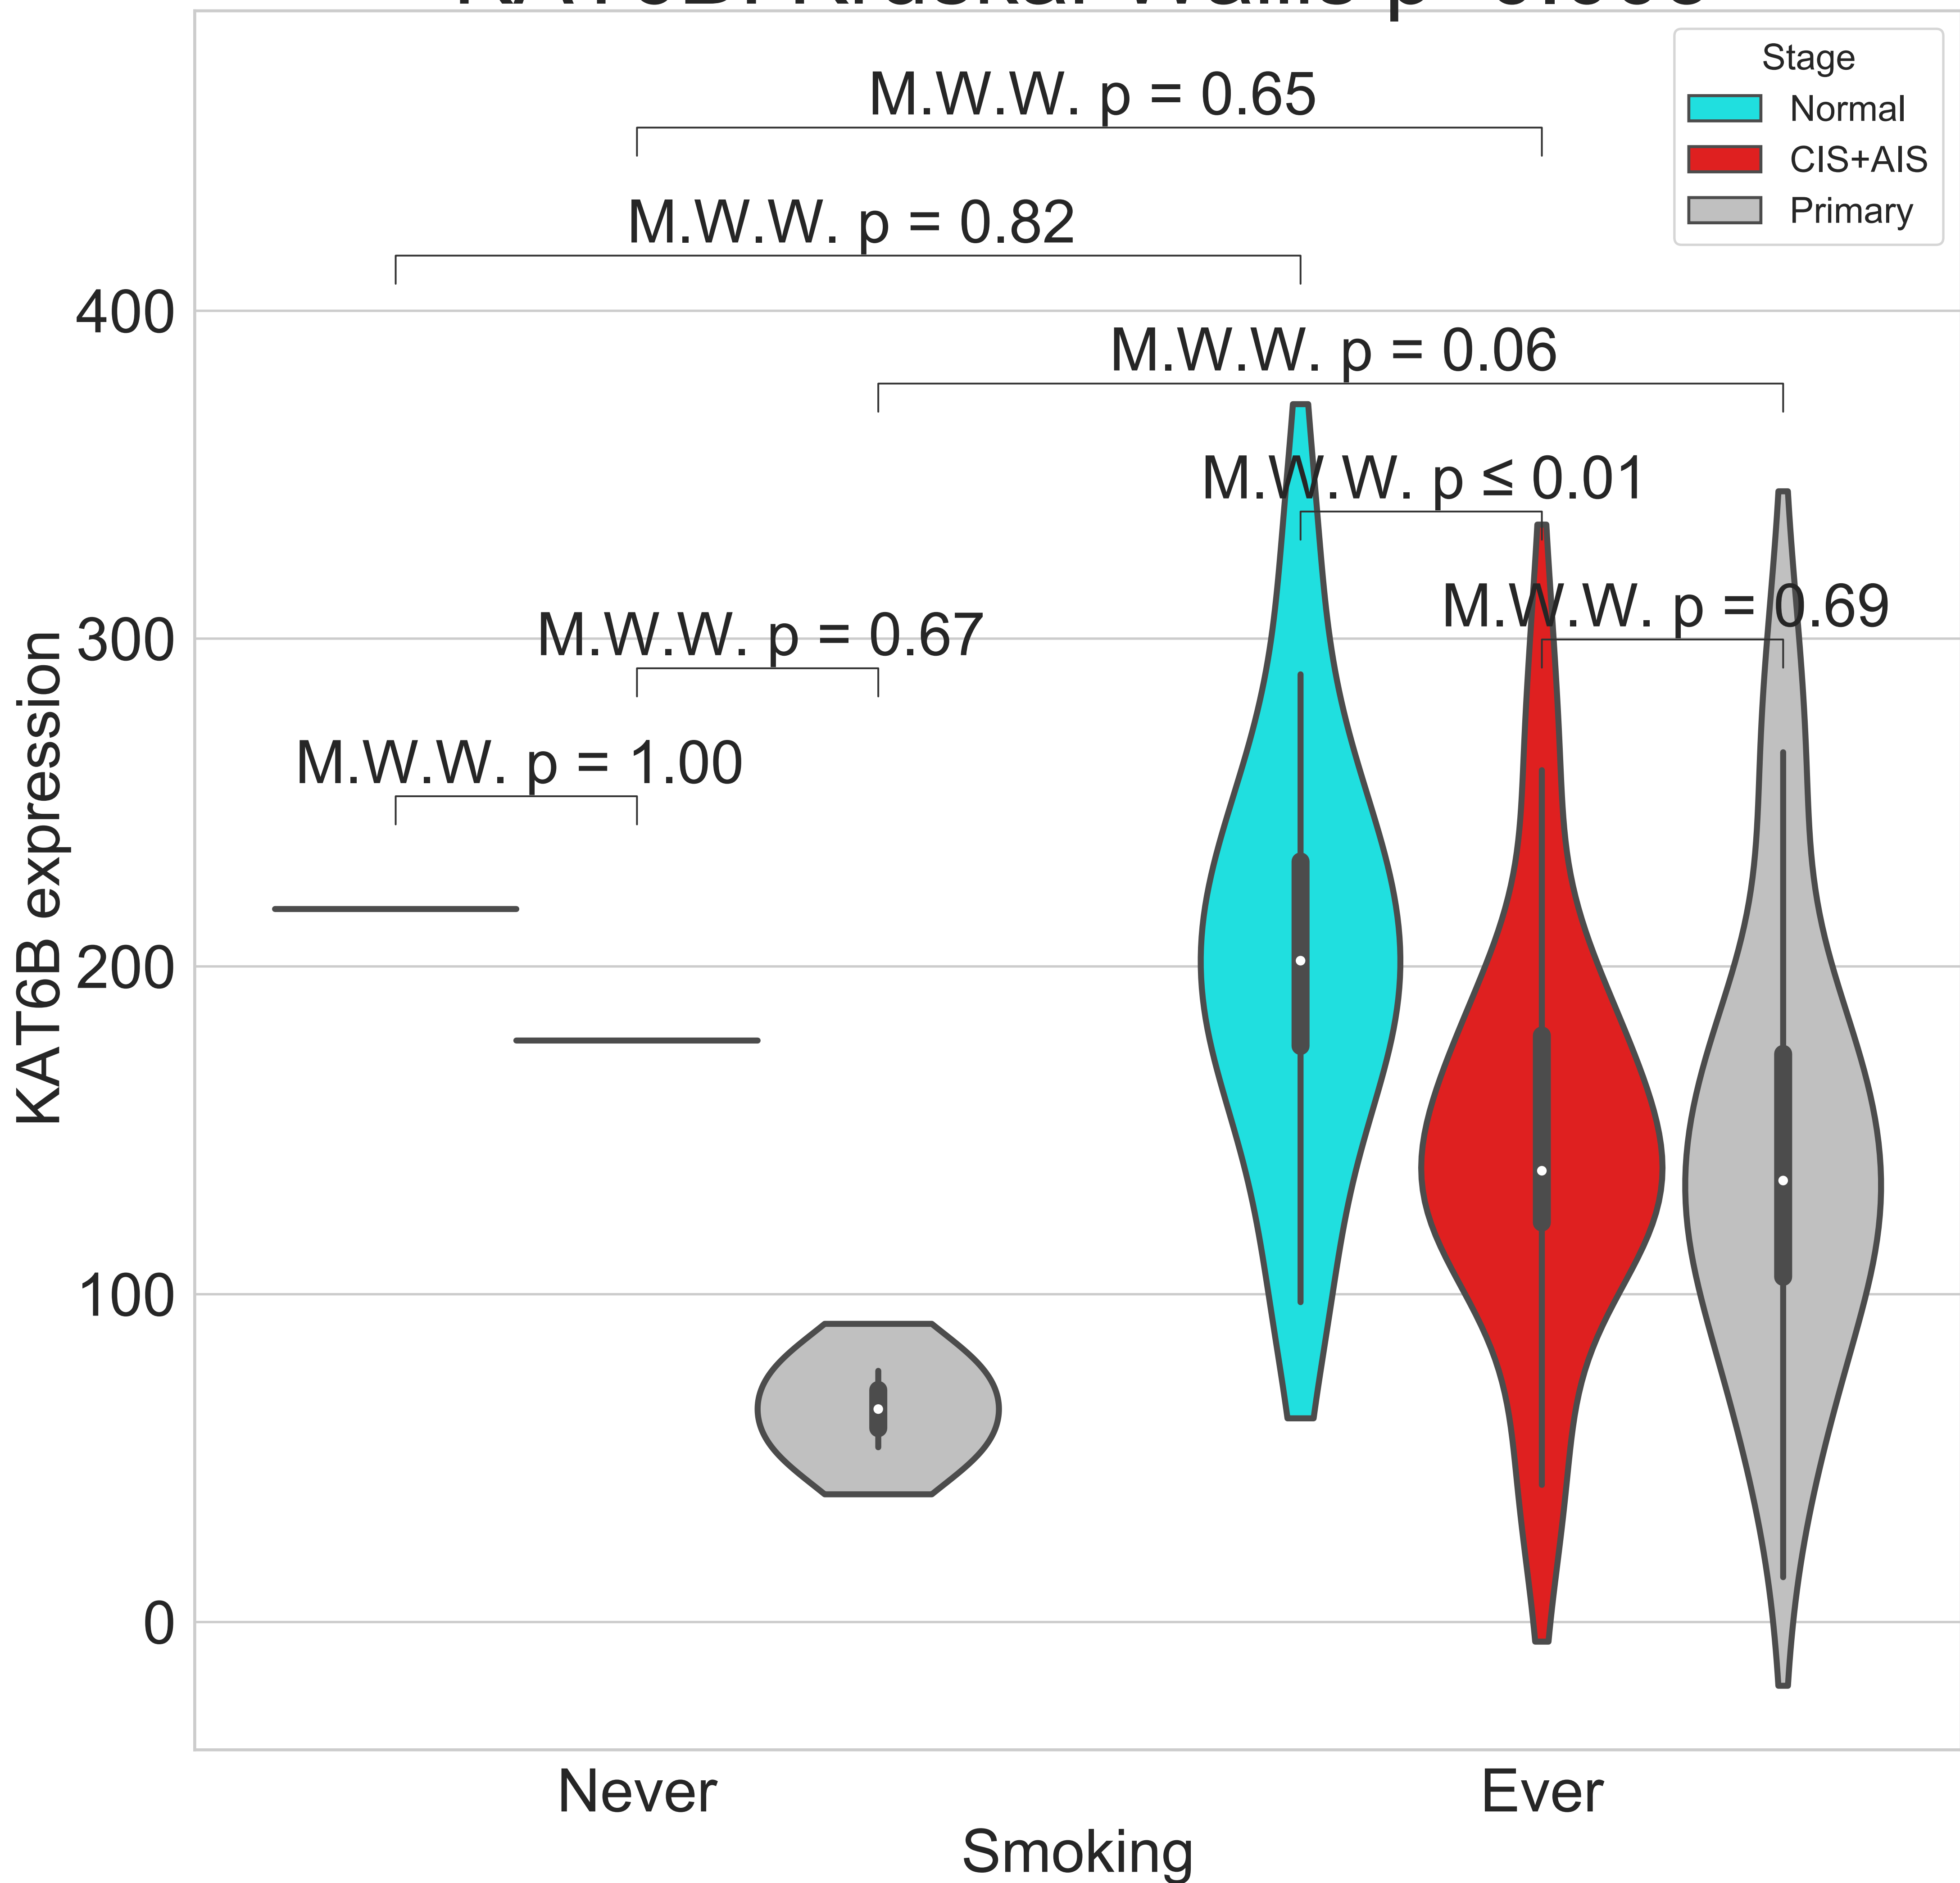 Stage
Normal
CIS+AIS
Primary
M.W.W. p = 0.65
M.W.W. p = 0.82
M.W.W. p = 0.06
M.W.W. p ≤ 0.01
M.W.W. p = 0.69
M.W.W. p = 0.67
M.W.W. p = 1.00
400
300
200
100
0
KAT6B expression
Never
Ever
Smoking